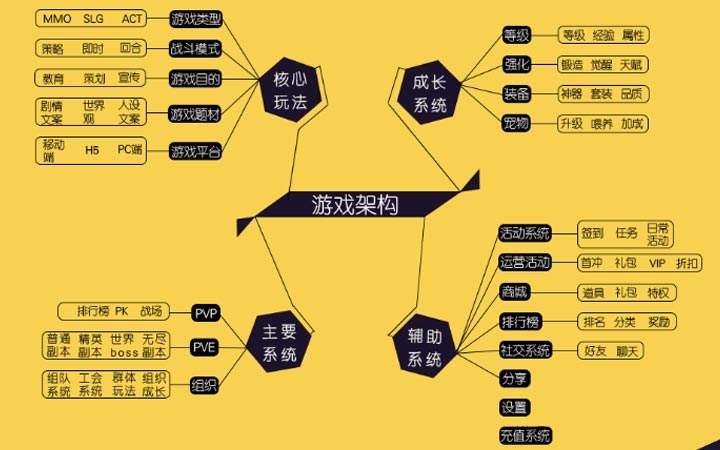 游戏架构
核心
玩法
游戏类型
MMO SLG ACT
战斗模式
策略 即时 回合
游戏目的
教育 策划 宣传
游戏题材
剧情 世界 人设
文案 观 文案
游戏平台
移动 H5 PC端
端
成长
系统
等级
等级 经验 属性
强化
锻造 觉醒 天赋
装备
神器 套装 品质
宠物
升级 喂养 加成
主要
系统
PVP
排行榜 PK 战场
PVE
普通 精英 世界 无尽
副本 副本 boss 副本
组织
组队 工会 群体 组织
系统 系统 玩法 成长
辅助
系统
活动系统
签到 任务 日常
活动
运营活动
首冲 礼包 VIP 折扣
商城
道具 礼包 特权
排行榜
排名 分类 奖励
社交系统
好友 聊天
分享
设置
充值系统